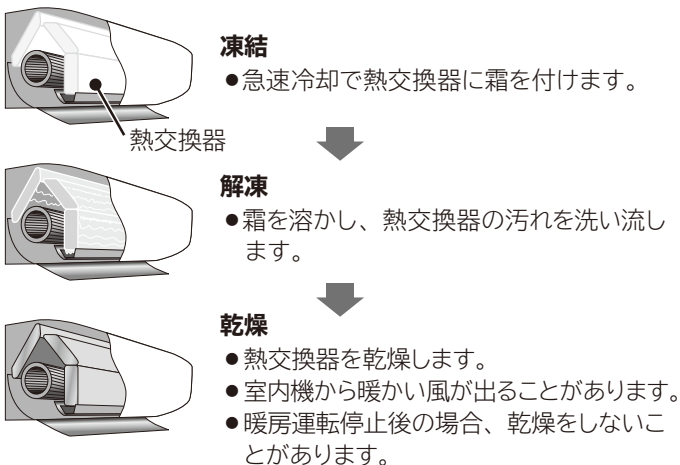 凍結
●急速冷却で熱交換器に霜を付けます。
熱交換器
解凍
●霜を溶かし、熱交換器の汚れを洗い流し
ます。
乾燥
●熱交換器を乾燥します。
●室内機から暖かい風が出ることがあります。
●暖房運転停止後の場合、乾燥をしないこ
とがあります。